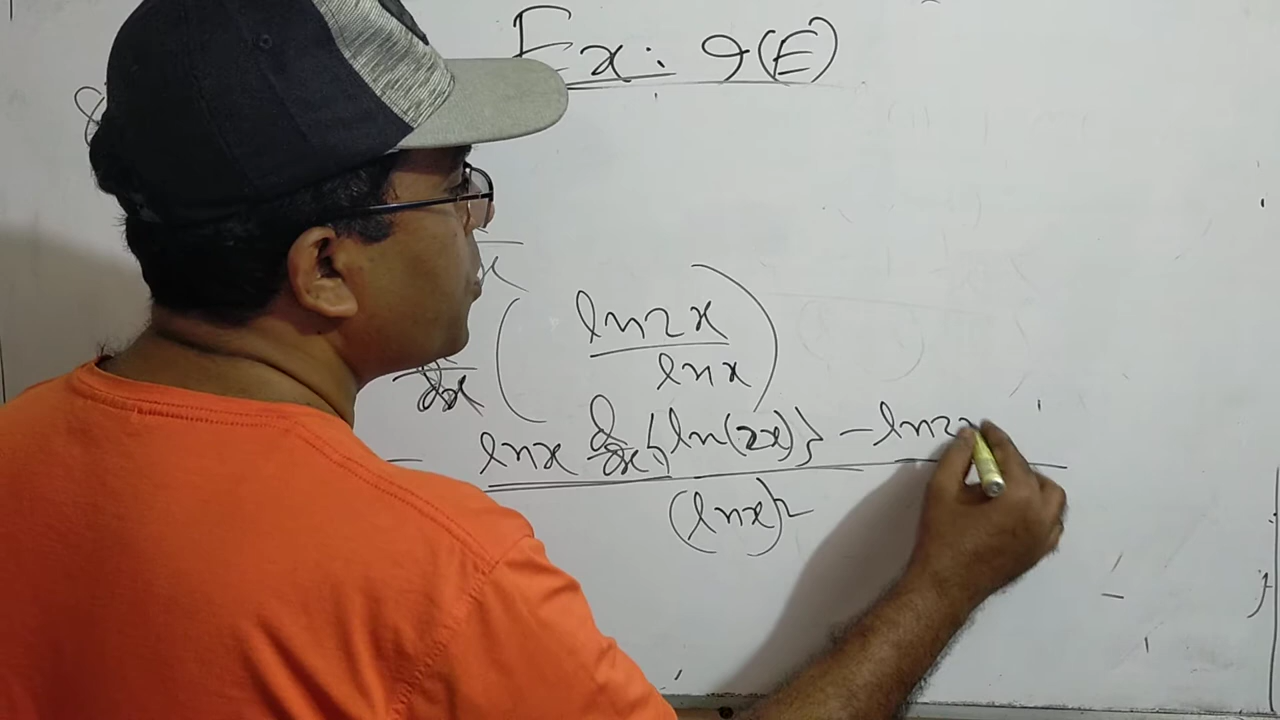 Ex: 9(E)
x
d/dx ( ln2x / lnx )
lnx d/dx {ln(2x)} - ln2x
(lnx)2